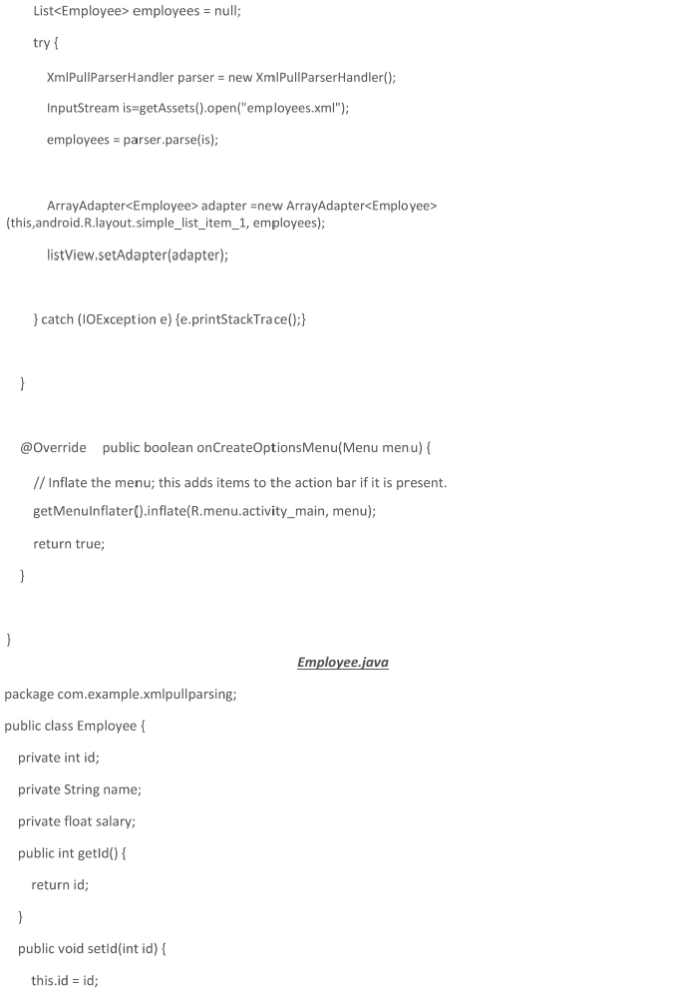 List<Employee> employees = null;
try {
XmlPullParserHandler parser = new XmlPullParserHandler();
InputStream is=getAssets().open("employees.xml");
employees = parser.parse(is);
ArrayAdapter<Employee> adapter =new ArrayAdapter<Employee>
(this,android.R.layout.simple_list_item_1, employees);
listView.setAdapter(adapter);
} catch (IOException e) {e.printStackTrace();}
}
@Override    public boolean onCreateOptionsMenu(Menu menu) {
// Inflate the menu; this adds items to the action bar if it is present.
getMenuInflater().inflate(R.menu.activity_main, menu);
return true;
}
}
Employee.java
package com.example.xmlpullparsing;
public class Employee {
private int id;
private String name;
private float salary;
public int getId() {
return id;
}
public void setId(int id) {
this.id = id;